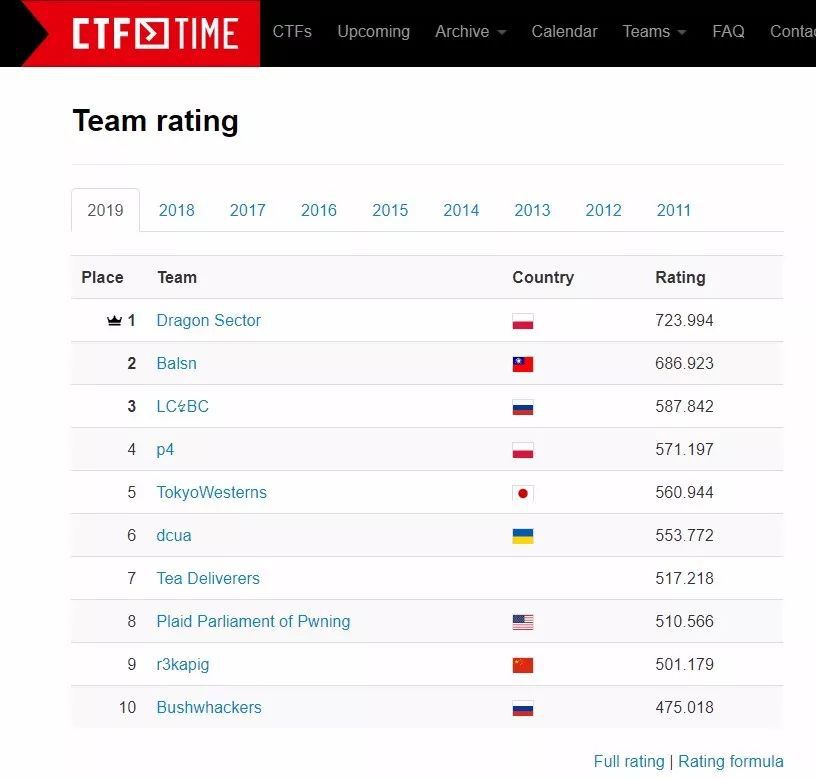 CTF TIME CTFs Upcoming Archive Calendar Teams FAQ Conta
Team rating
2019 2018 2017 2016 2015 2014 2013 2012 2011
Place Team Country Rating
1 Dragon Sector 723.994
2 Balsn 686.923
3 LC↯BC 587.842
4 p4 571.197
5 TokyoWesterns 560.944
6 dcua 553.772
7 Tea Deliverers 517.218
8 Plaid Parliament of Pwning 510.566
9 r3kapig 501.179
10 Bushwhackers 475.018
Full rating | Rating formula